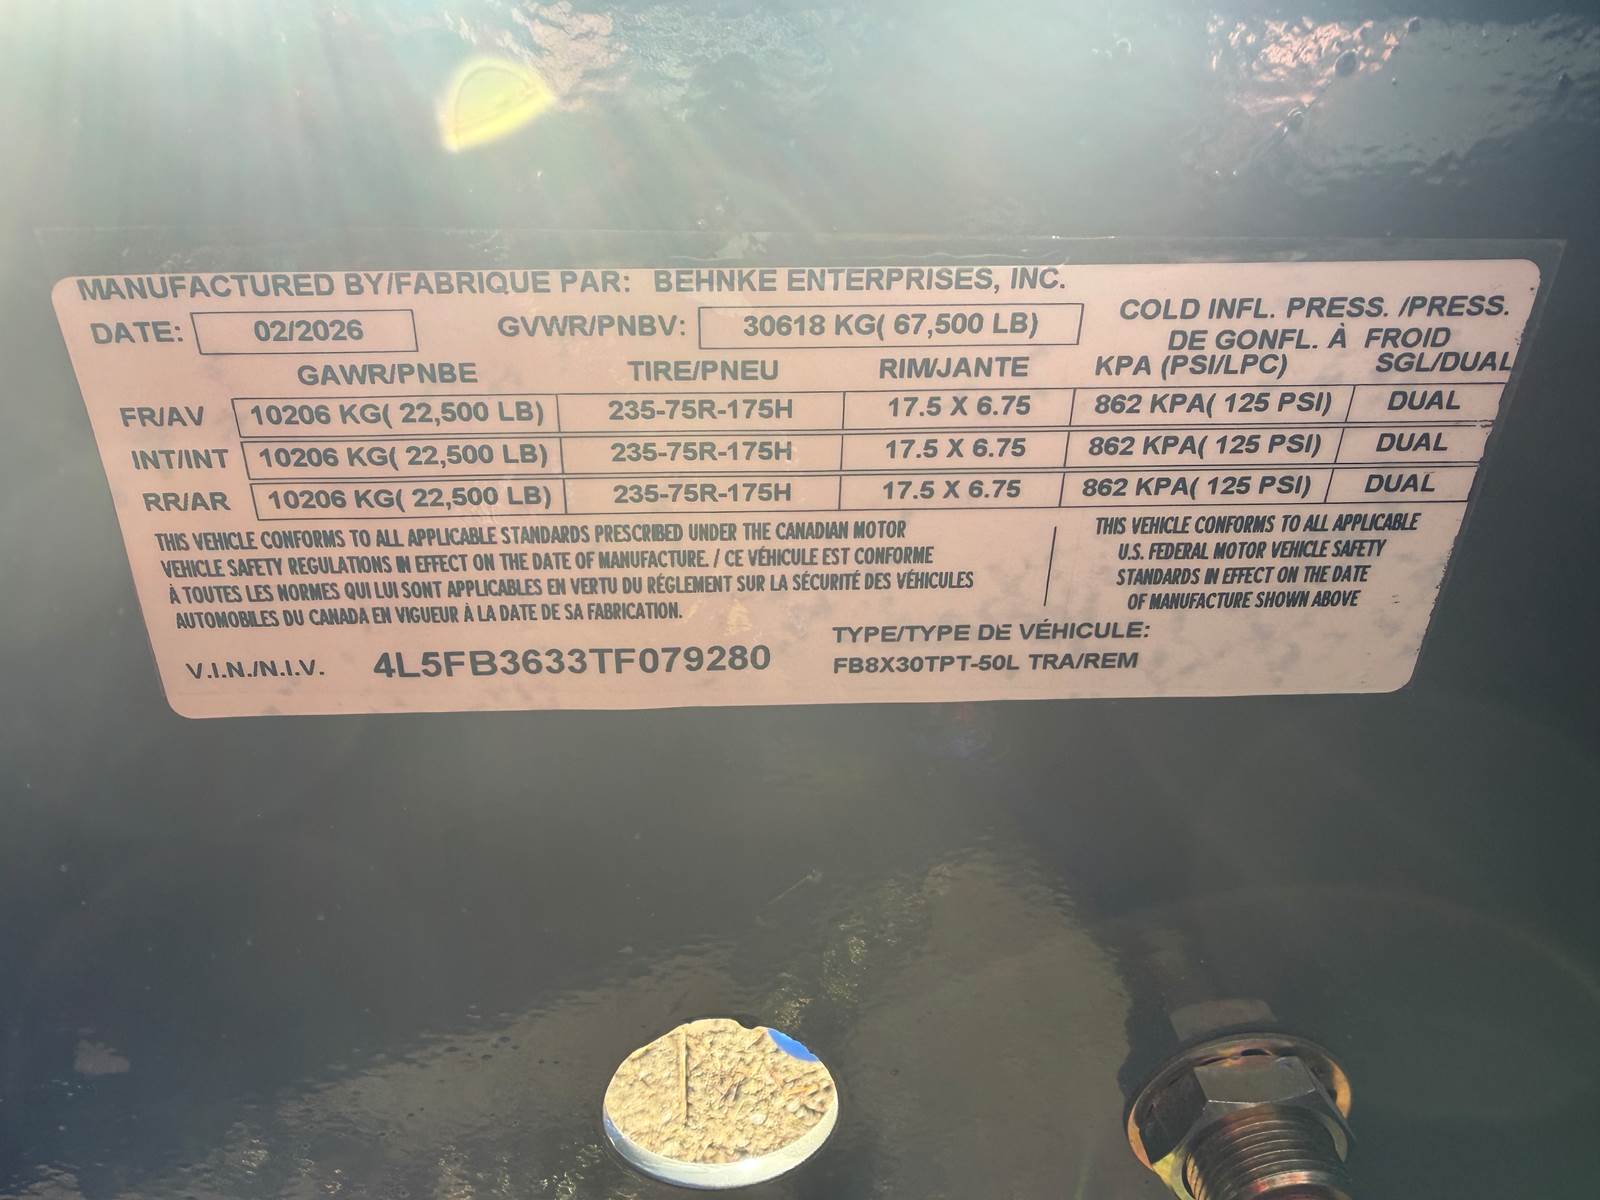 MANUFACTURED BY/FABRIQUE PAR: BEHNKE ENTERPRISES, INC.
DATE: 02/2026 GVWR/PNBV: 30618 KG( 67,500 LB)
COLD INFL. PRESS. /PRESS.
DE GONFL. À FROID
GAWR/PNBE TIRE/PNEU RIM/JANTE KPA (PSI/LPC) SGL/DUAL
FR/AV 10206 KG( 22,500 LB) 235-75R-175H 17.5 X 6.75 862 KPA( 125 PSI) DUAL
INT/INT 10206 KG( 22,500 LB) 235-75R-175H 17.5 X 6.75 862 KPA( 125 PSI) DUAL
RR/AR 10206 KG( 22,500 LB) 235-75R-175H 17.5 X 6.75 862 KPA( 125 PSI) DUAL
THIS VEHICLE CONFORMS TO ALL APPLICABLE STANDARDS PRESCRIBED UNDER THE CANADIAN MOTOR
VEHICLE SAFETY REGULATIONS IN EFFECT ON THE DATE OF MANUFACTURE. / CE VÉHICULE EST CONFORME
À TOUTES LES NORMES QUI LUI SONT APPLICABLES EN VERTU DU RÉGLEMENT SUR LA SÉCURITÉ DES VÉHICULES
AUTOMOBILES DU CANADA EN VIGUEUR À LA DATE DE SA FABRICATION.
THIS VEHICLE CONFORMS TO ALL APPLICABLE
U.S. FEDERAL MOTOR VEHICLE SAFETY
STANDARDS IN EFFECT ON THE DATE
OF MANUFACTURE SHOWN ABOVE
V.I.N./N.I.V. 4L5FB3633TF079280
TYPE/TYPE DE VÉHICULE:
FB8X30TPT-50L TRA/REM